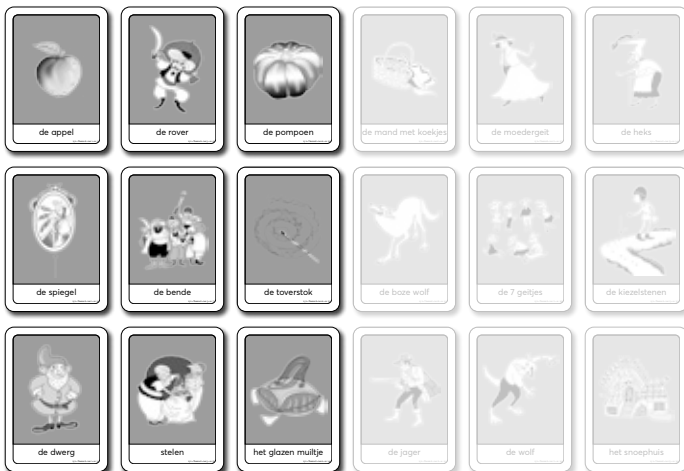 de appel
de rover
de pompoen
de mand met koekjes
de moedergeit
de heks
de spiegel
de bende
de toverstok
de boze wolf
de 7 geitjes
de kiezelstenen
de dwerg
stelen
het glazen muiltje
de jager
de wolf
het snoephuis